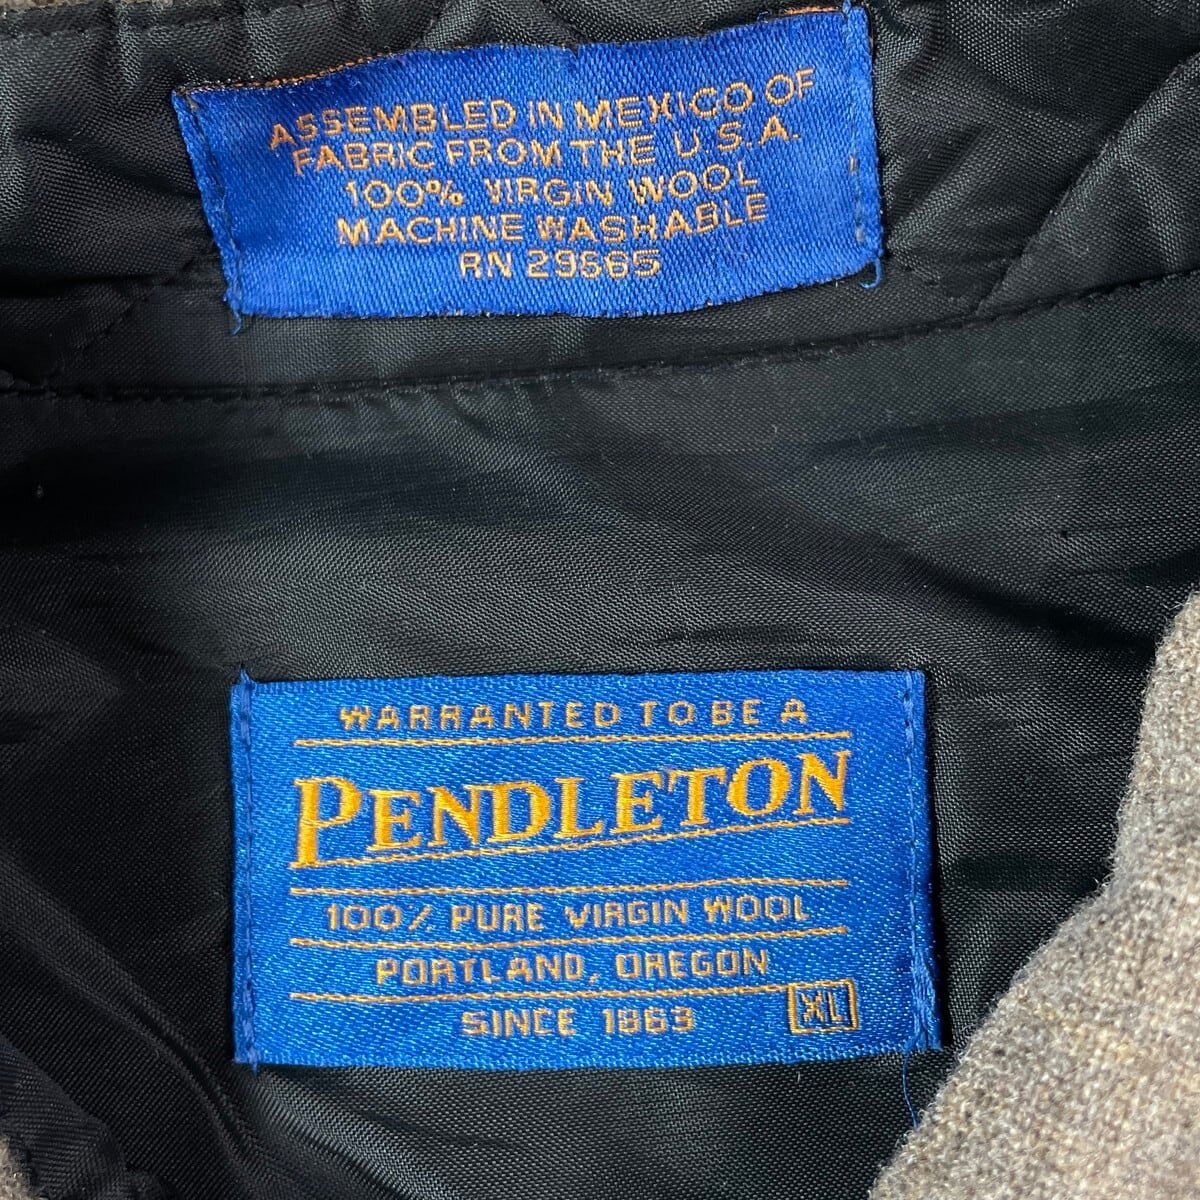 ASSEMBLED IN MEXICO OF
FABRIC FROM THE U.S.A.
100% VIRGIN WOOL
MACHINE WASHABLE
RN 29685
WARRANTED TO BE A
PENDLETON
100% PURE VIRGIN WOOL
PORTLAND, OREGON
SINCE 1863
XL